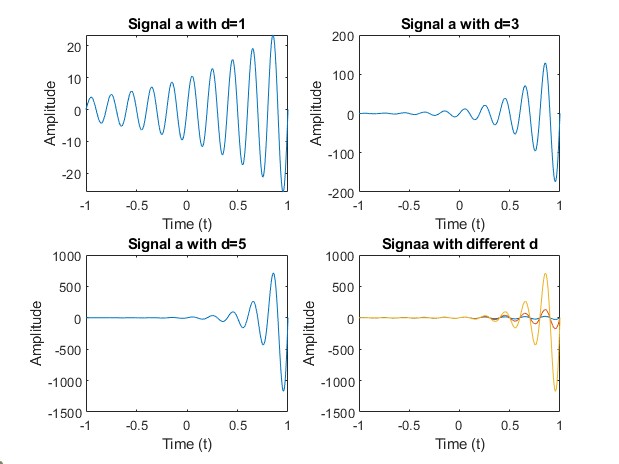 Signal a with d=1
20
10
0
-10
-20
Amplitude
-1 -0.5 0 0.5 1
Time (t)
Signal a with d=3
200
100
0
-100
-200
Amplitude
-1 -0.5 0 0.5 1
Time (t)
Signal a with d=5
1000
500
0
-500
-1000
-1500
Amplitude
-1 -0.5 0 0.5 1
Time (t)
Signaa with different d
1000
500
0
-500
-1000
-1500
Amplitude
-1 -0.5 0 0.5 1
Time (t)